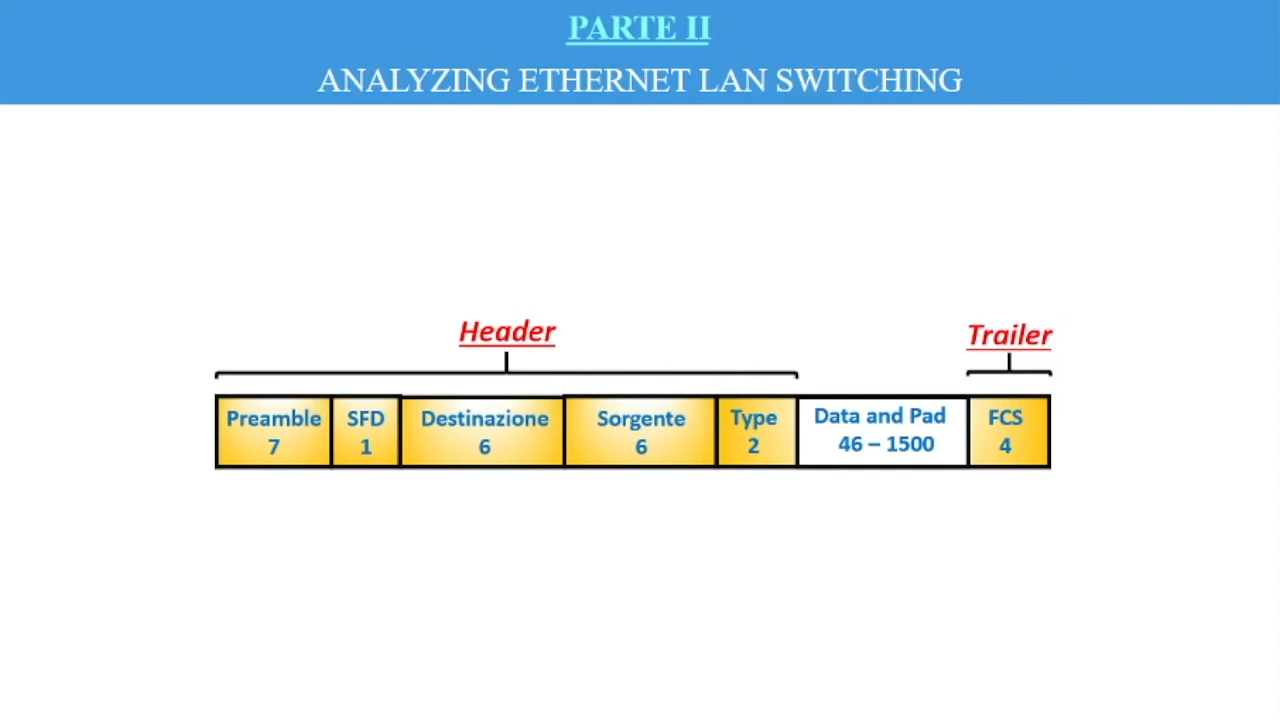 PARTE II
ANALYZING ETHERNET LAN SWITCHING
Header
Trailer
Preamble
7
SFD
1
Destinazione
6
Sorgente
6
Type
2
Data and Pad
46 – 1500
FCS
4